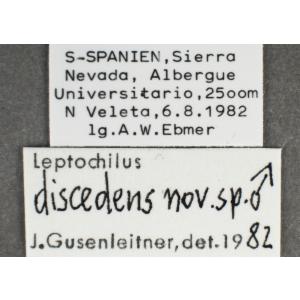 S-SPANIEN,Sierra
Nevada, Albergue
Universitario,25oom
N Veleta,6.8.1982
lg.A.W.Ebmer
Leptochilus
discedens nov.sp.♂
J.Gusenleitner,det.1982